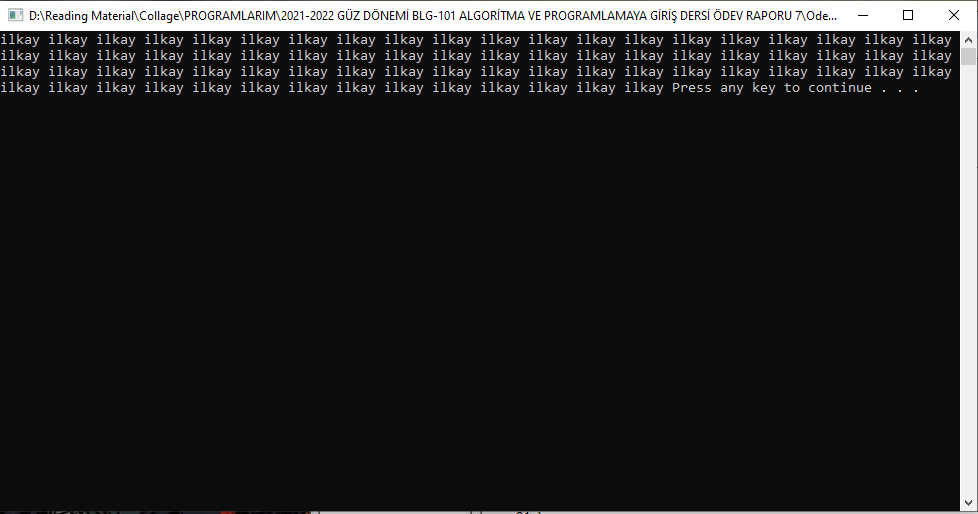 D:\Reading Material\Collage\PROGRAMLARIM\2021-2022 GÜZ DÖNEMİ BLG-101 ALGORİTMA VE PROGRAMLAMAYA GİRİŞ DERSİ ÖDEV RAPORU 7\Ode...
ilkay ilkay ilkay ilkay ilkay ilkay ilkay ilkay ilkay ilkay ilkay ilkay ilkay ilkay ilkay ilkay ilkay ilkay ilkay ilkay
ilkay ilkay ilkay ilkay ilkay ilkay ilkay ilkay ilkay ilkay ilkay ilkay ilkay ilkay ilkay ilkay ilkay ilkay ilkay ilkay
ilkay ilkay ilkay ilkay ilkay ilkay ilkay ilkay ilkay ilkay ilkay ilkay ilkay ilkay ilkay ilkay ilkay ilkay ilkay ilkay
ilkay ilkay ilkay ilkay ilkay ilkay ilkay ilkay ilkay ilkay ilkay ilkay ilkay ilkay Press any key to continue . . .